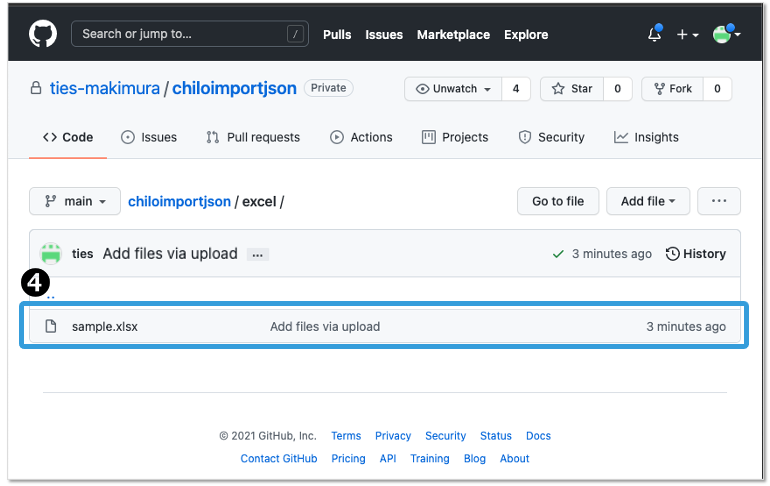 Search or jump to... / Pulls Issues Marketplace Explore
ties-makimura / chiloimportjson Private Unwatch 4 Star 0 Fork 0
Code Issues Pull requests Actions Projects Security Insights
main chiloimportjson / excel / Go to file Add file ...
ties Add files via upload ... 3 minutes ago History
4
..
sample.xlsx Add files via upload 3 minutes ago
© 2021 GitHub, Inc. Terms Privacy Security Status Docs
Contact GitHub Pricing API Training Blog About